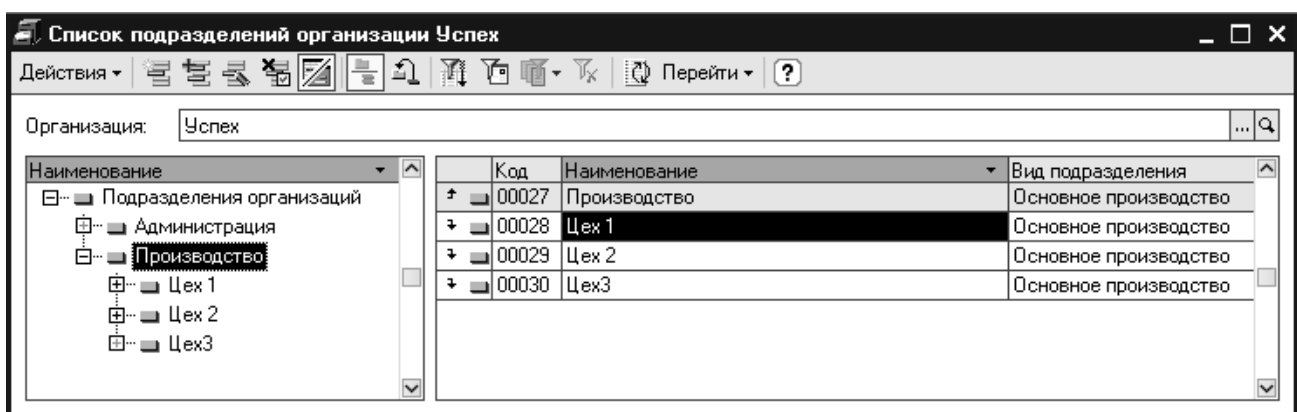 Список подразделений организации Успех
Действия Перейти ?
Организация: Успех ...
Наименование
Подразделения организаций
Администрация
Производство
Цех 1
Цех 2
Цех3
Код Наименование Вид подразделения
00027 Производство Основное производство
00028 Цех 1 Основное производство
00029 Цех 2 Основное производство
00030 Цех3 Основное производство